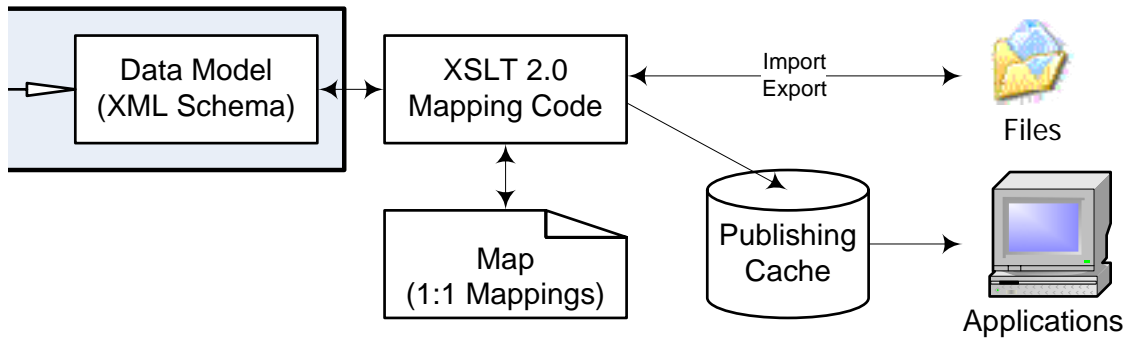 Data Model
(XML Schema)
XSLT 2.0
Mapping Code
Import
Export
Files
Map
(1:1 Mappings)
Publishing
Cache
Applications